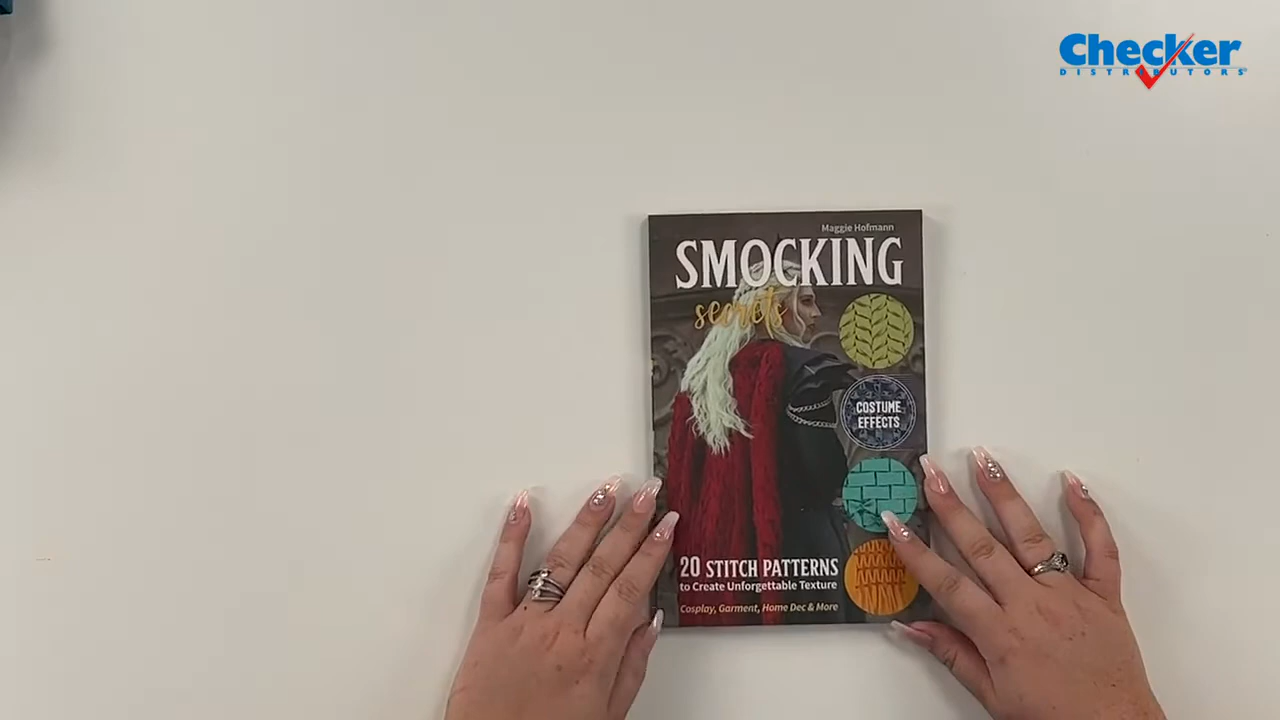 Checker
DISTRIBUTORS
Maggie Hofmann
SMOCKING
secrets
COSTUME
EFFECTS
20 STITCH PATTERNS
to Create Unforgettable Texture
Cosplay, Garment, Home Dec & More